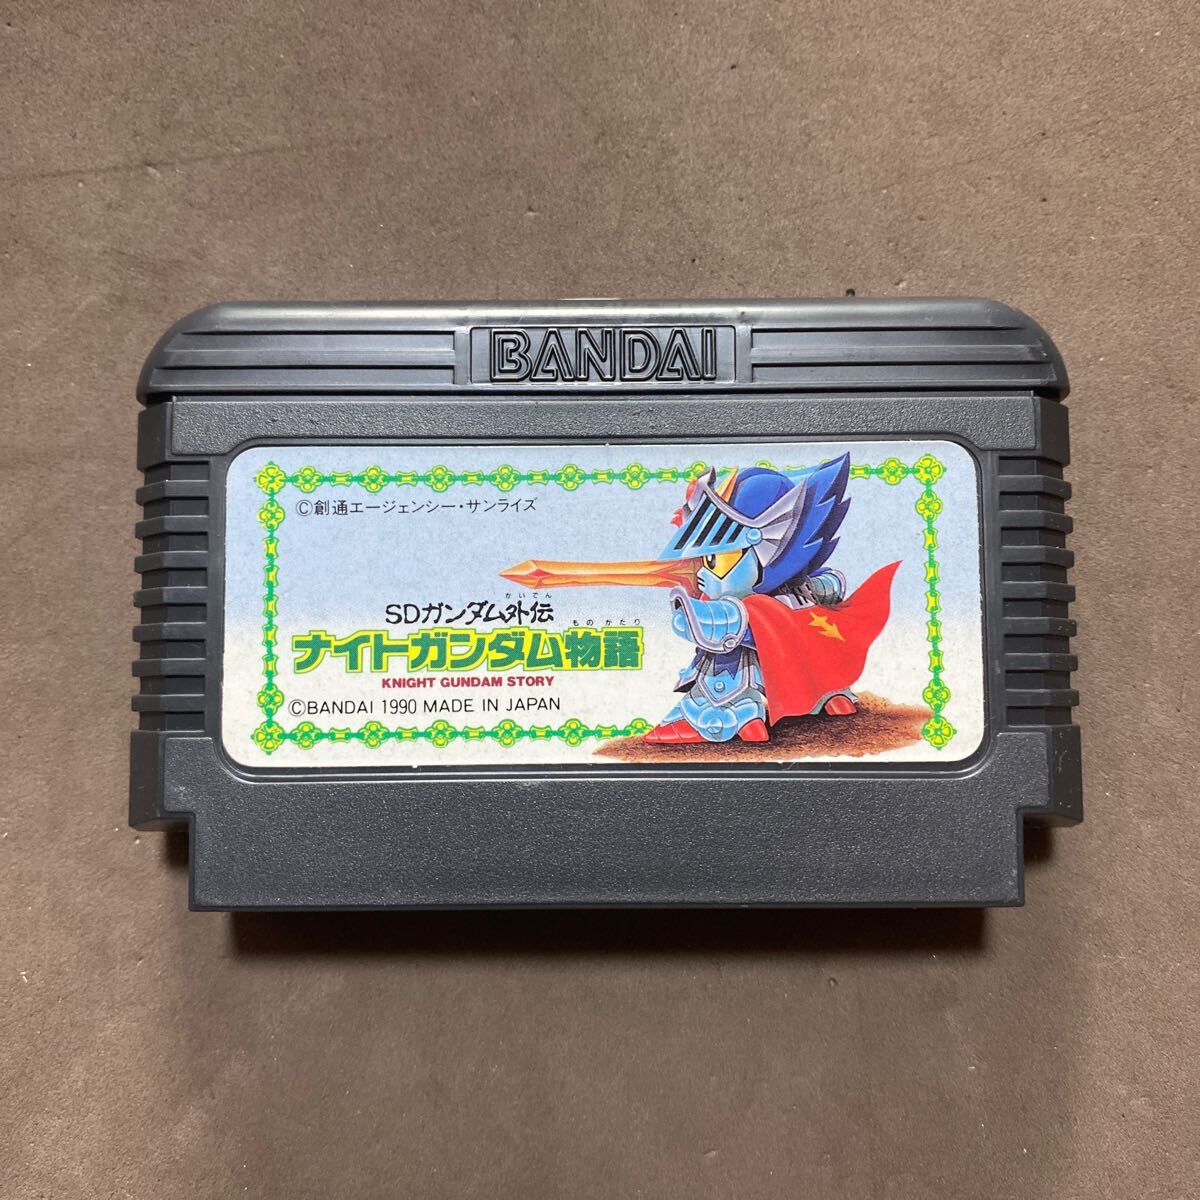 BANDAI
©創通エージェンシー・サンライズ
かいでん
SDガンダム外伝
ものがたり
ナイトガンダム物語
KNIGHT GUNDAM STORY
©BANDAI 1990 MADE IN JAPAN